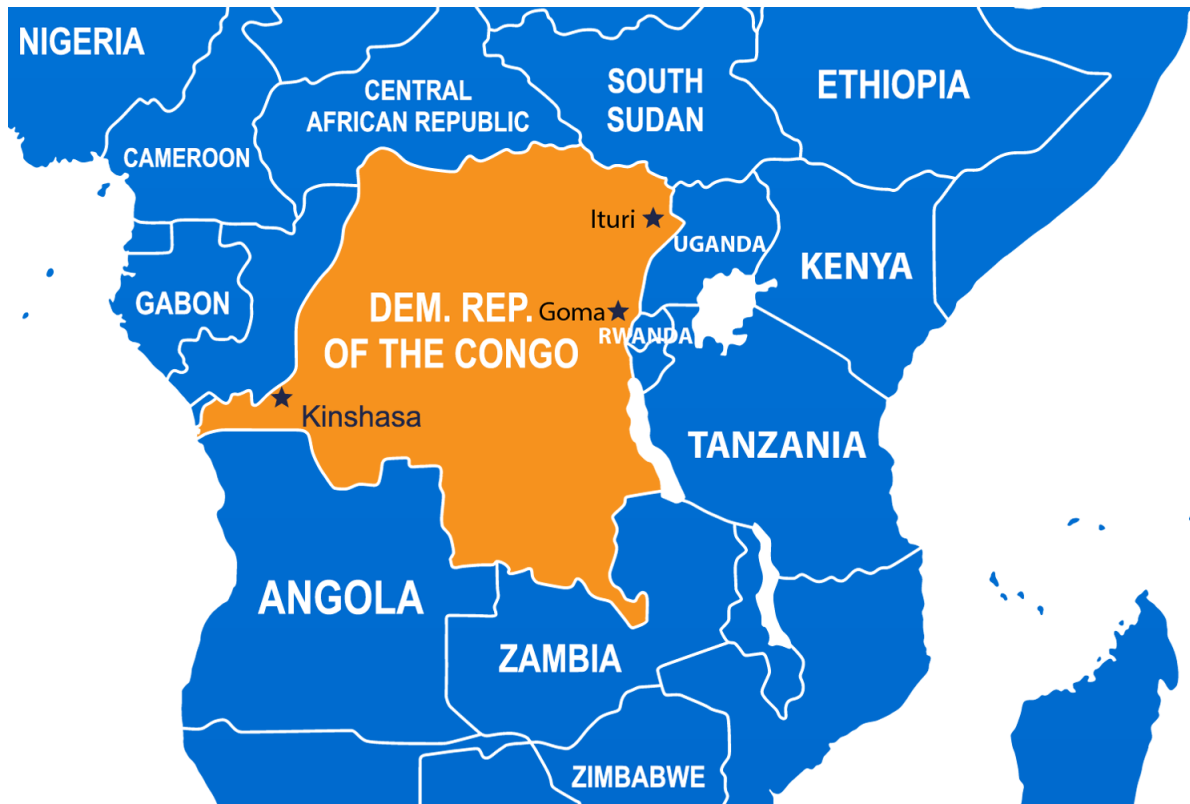 NIGERIA
CENTRAL
AFRICAN REPUBLIC
SOUTH
SUDAN
ETHIOPIA
CAMEROON
Ituri
UGANDA
KENYA
GABON
DEM. REP.
OF THE CONGO
Goma
RWANDA
Kinshasa
TANZANIA
ANGOLA
ZAMBIA
ZIMBABWE